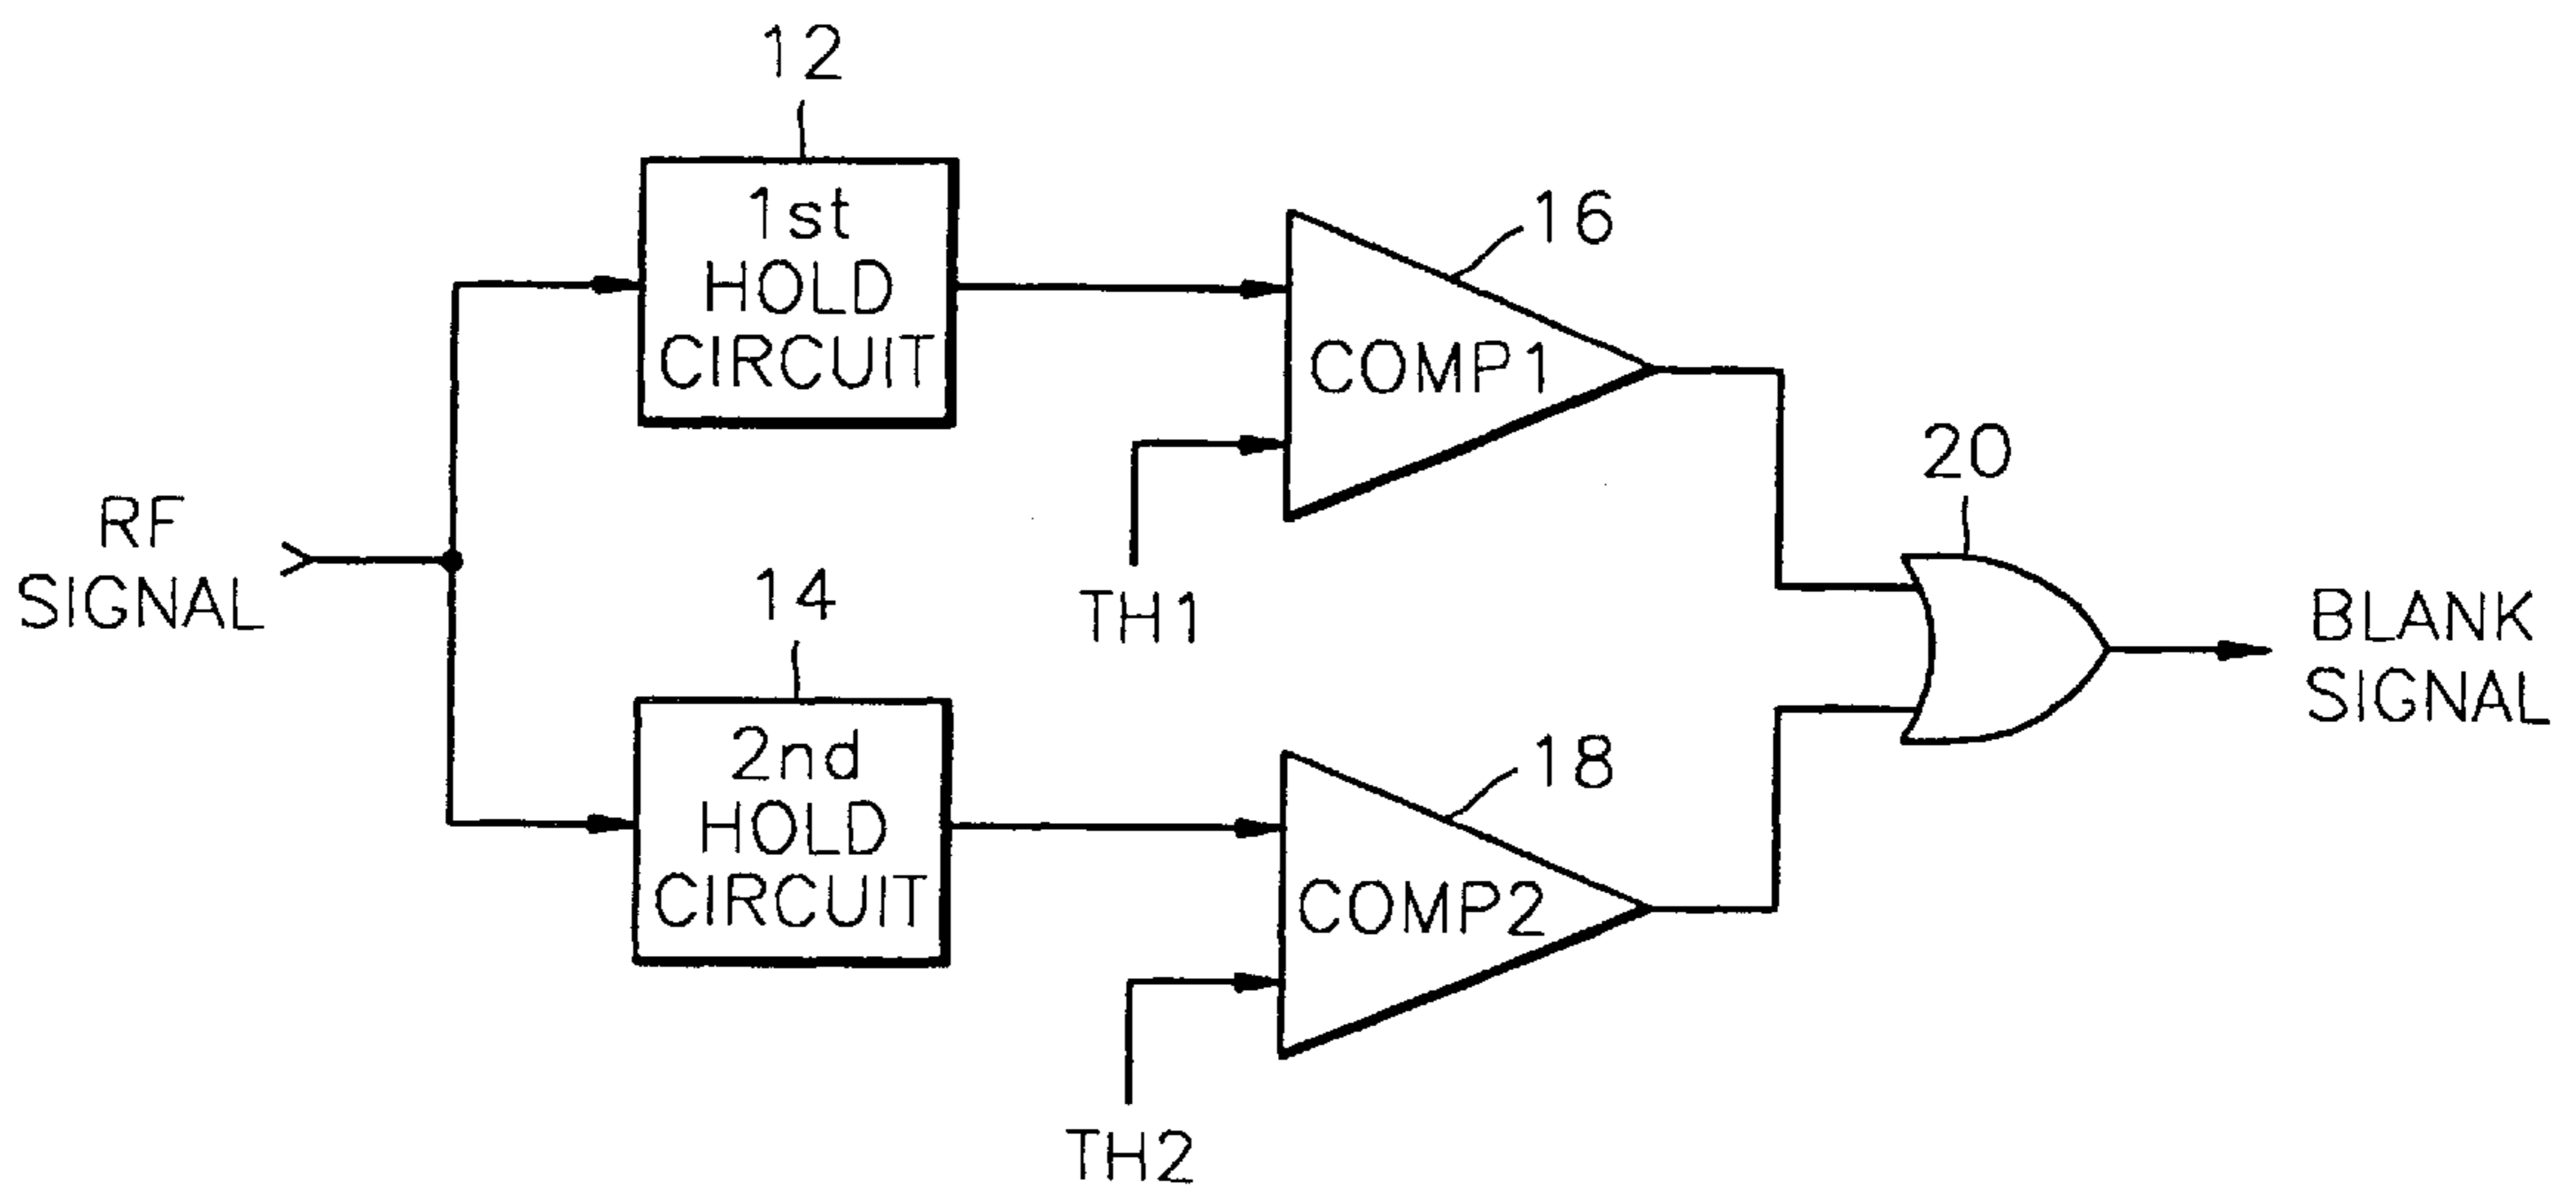 12
1st
HOLD
CIRCUIT
16
COMP1
TH1
RF
SIGNAL
14
2nd
HOLD
CIRCUIT
18
COMP2
TH2
20
BLANK
SIGNAL